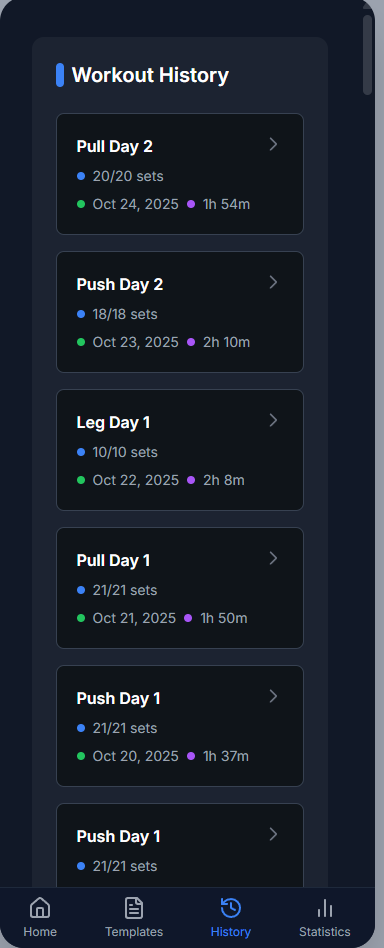 Workout History
Pull Day 2
20/20 sets
Oct 24, 2025 1h 54m
Push Day 2
18/18 sets
Oct 23, 2025 2h 10m
Leg Day 1
10/10 sets
Oct 22, 2025 2h 8m
Pull Day 1
21/21 sets
Oct 21, 2025 1h 50m
Push Day 1
21/21 sets
Oct 20, 2025 1h 37m
Push Day 1
21/21 sets
Home Templates History Statistics